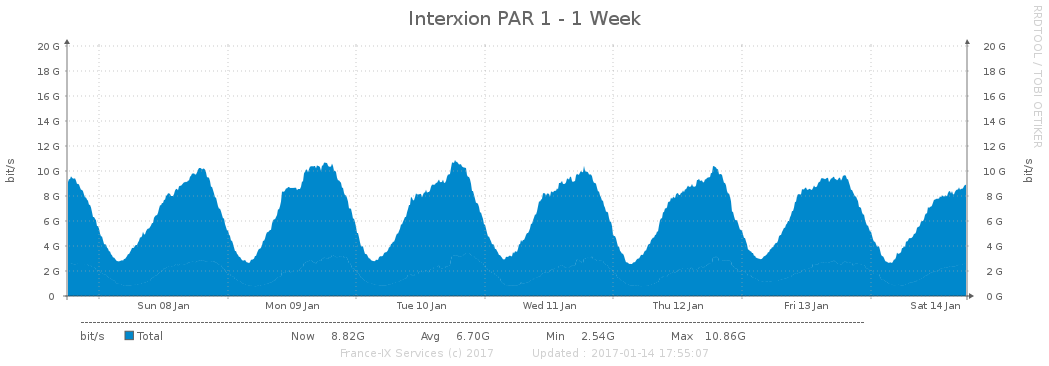 Interxion PAR 1 - 1 Week
RRDTOOL / TOBI OETIKER
20 G 20 G
18 G 18 G
16 G 16 G
14 G 14 G
12 G 12 G
10 G 10 G
8 G 8 G
6 G 6 G
4 G 4 G
2 G 2 G
0 0 G
bit/s
bit/s
Sun 08 Jan Mon 09 Jan Tue 10 Jan Wed 11 Jan Thu 12 Jan Fri 13 Jan Sat 14 Jan
bit/s Total Now 8.82G Avg 6.70G Min 2.54G Max 10.86G
France-IX Services (c) 2017 Updated : 2017-01-14 17:55:07